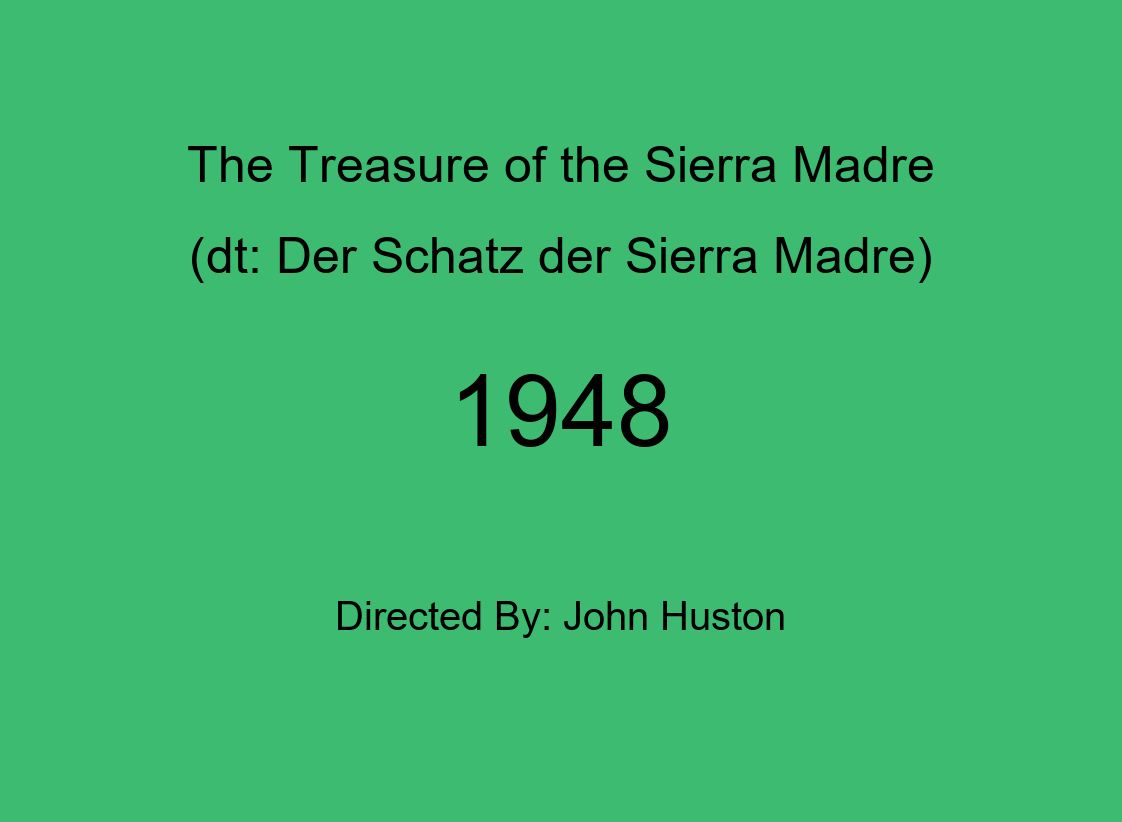 The Treasure of the Sierra Madre
(dt: Der Schatz der Sierra Madre)
1948
Directed By: John Huston